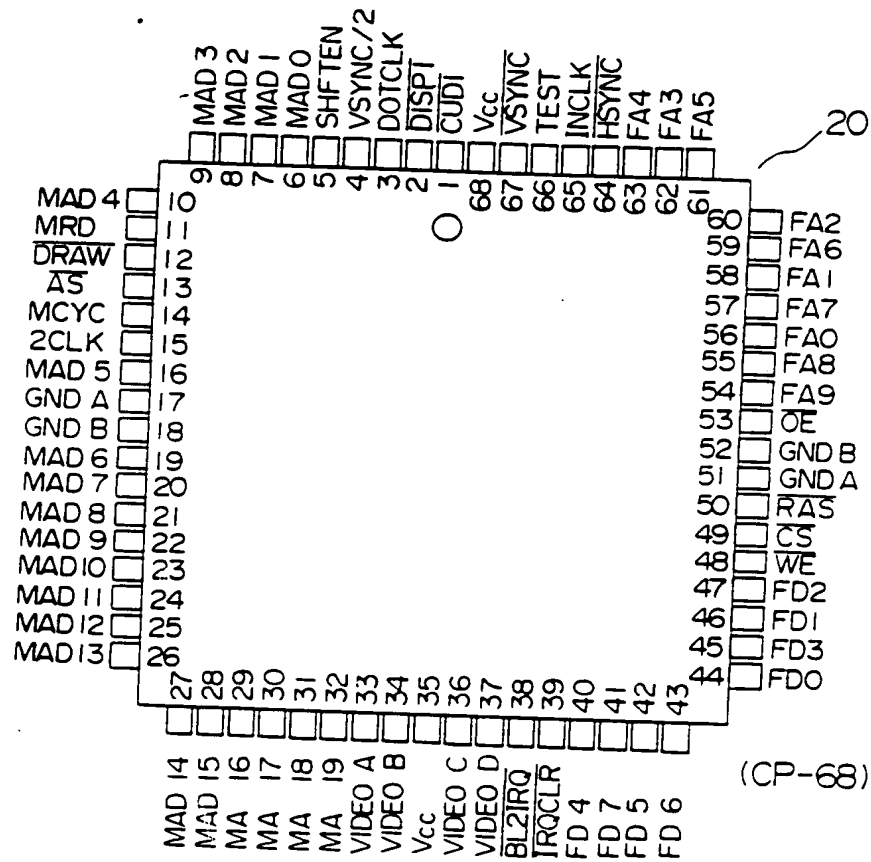 MAD 3
MAD 2
MAD 1
MAD 0
SHFTEN
VSYNC/2
DOTCLK
DISP1
CUD1
Vcc
VSYNC
TEST
INCLK
HSYNC
FA4
FA3
FA5
20
9 8 7 6 5 4 3 2 1 68 67 66 65 64 63 62 61
MAD 4 10
MRD 11
DRAW 12
AS 13
MCYC 14
2CLK 15
MAD 5 16
GND A 17
GND B 18
MAD 6 19
MAD 7 20
MAD 8 21
MAD 9 22
MAD 10 23
MAD 11 24
MAD 12 25
MAD 13 26
60 FA2
59 FA6
58 FA1
57 FA7
56 FA0
55 FA8
54 FA9
53 OE
52 GND B
51 GND A
50 RAS
49 CS
48 WE
47 FD2
46 FD1
45 FD3
44 FD0
27 28 29 30 31 32 33 34 35 36 37 38 39 40 41 42 43
MAD 14
MAD 15
MA 16
MA 17
MA 18
MA 19
VIDEO A
VIDEO B
Vcc
VIDEO C
VIDEO D
BL2IRQ
IRQCLR
FD 4
FD 7
FD 5
FD 6
(CP-68)